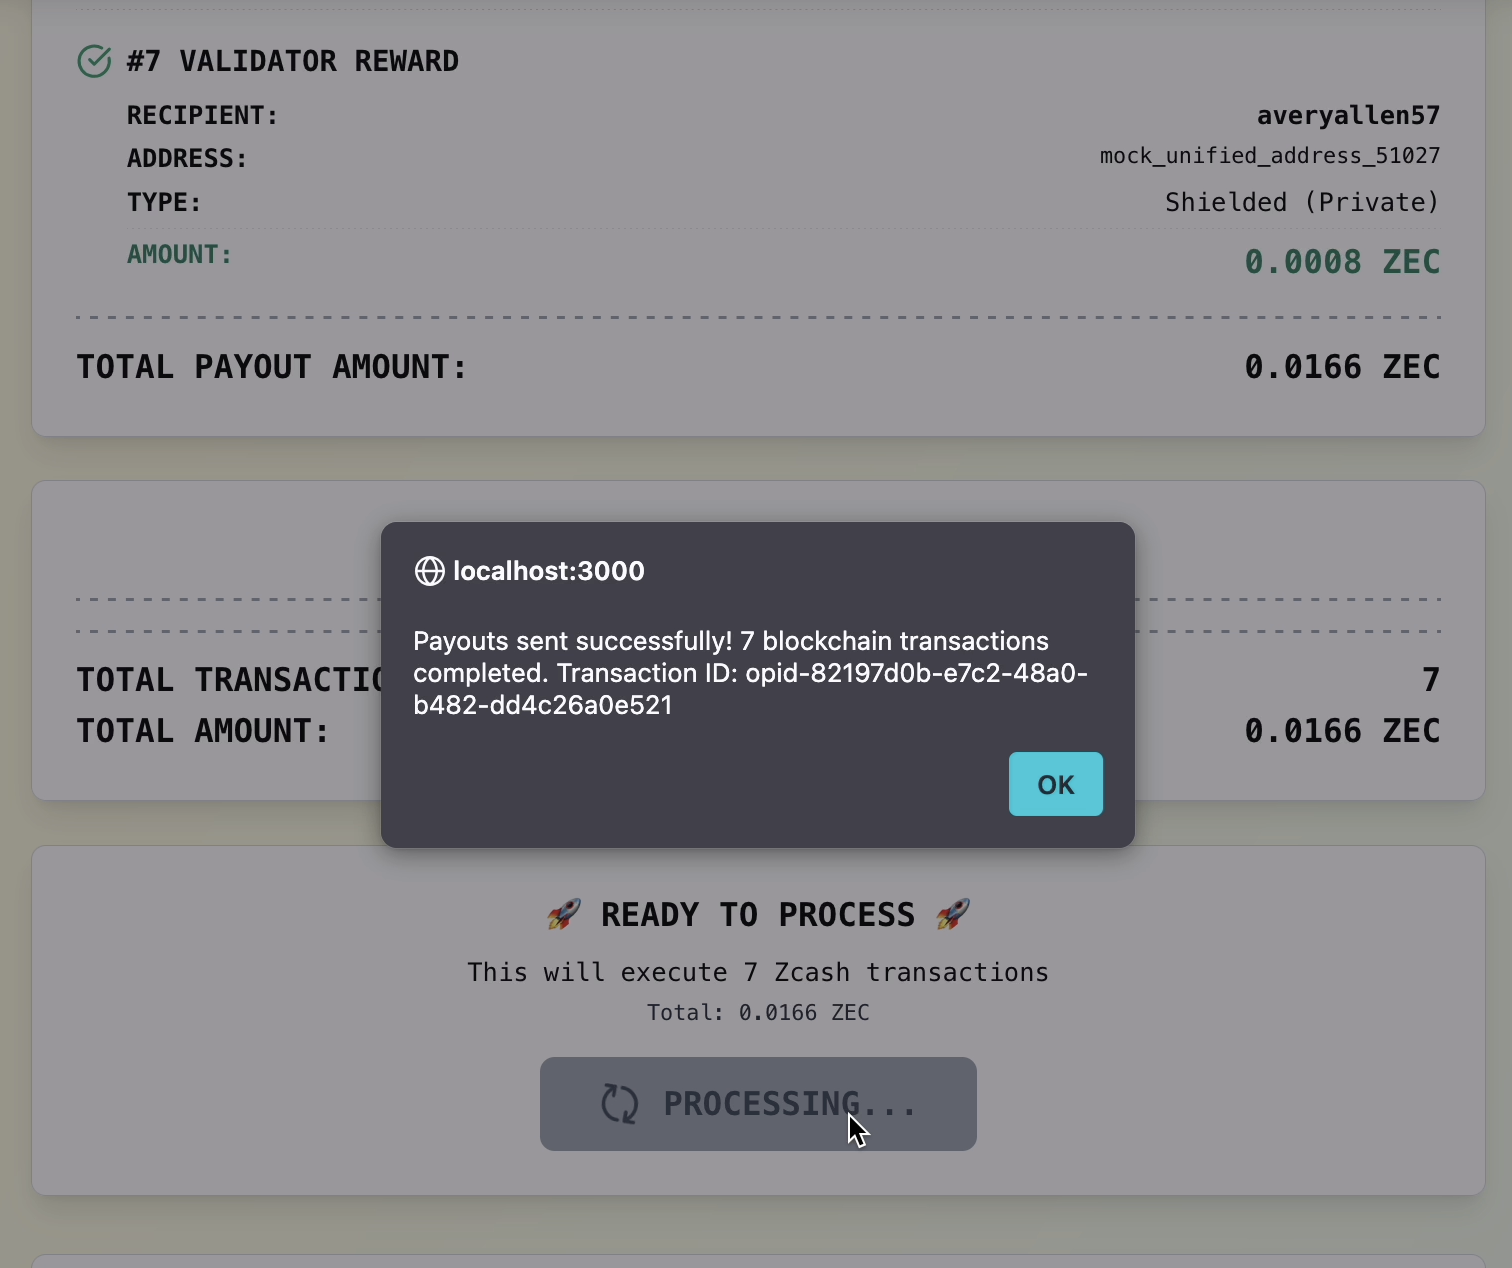 #7 VALIDATOR REWARD
RECIPIENT: averyallen57
ADDRESS: mock_unified_address_51027
TYPE: Shielded (Private)
AMOUNT: 0.0008 ZEC
TOTAL PAYOUT AMOUNT: 0.0166 ZEC
localhost:3000
Payouts sent successfully! 7 blockchain transactions
completed. Transaction ID: opid-82197d0b-e7c2-48a0-
b482-dd4c26a0e521
OK
TOTAL TRANSACTIO 7
TOTAL AMOUNT: 0.0166 ZEC
🚀 READY TO PROCESS 🚀
This will execute 7 Zcash transactions
Total: 0.0166 ZEC
PROCESSING...